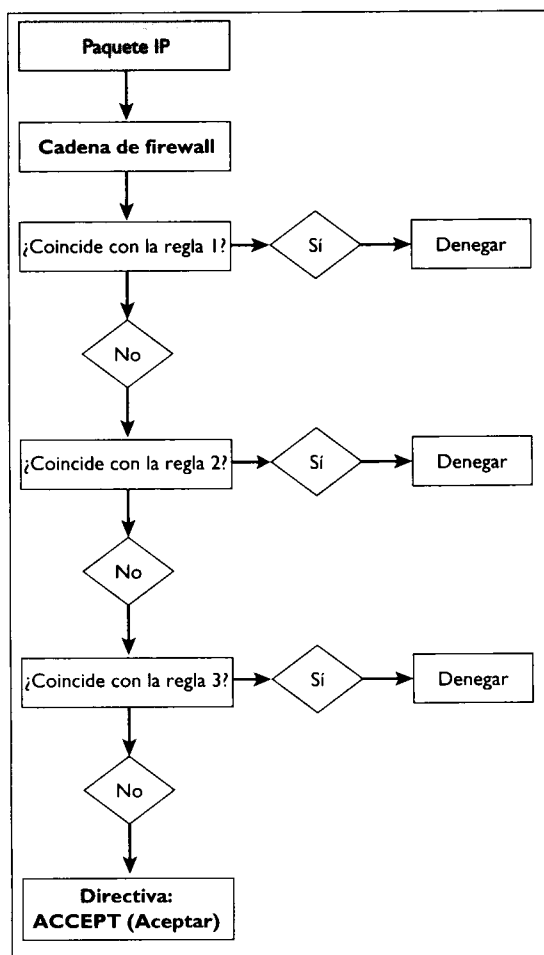 Paquete IP
Cadena de firewall
¿Coincide con la regla 1?
Sí
Denegar
No
¿Coincide con la regla 2?
Sí
Denegar
No
¿Coincide con la regla 3?
Sí
Denegar
No
Directiva:
ACCEPT (Aceptar)